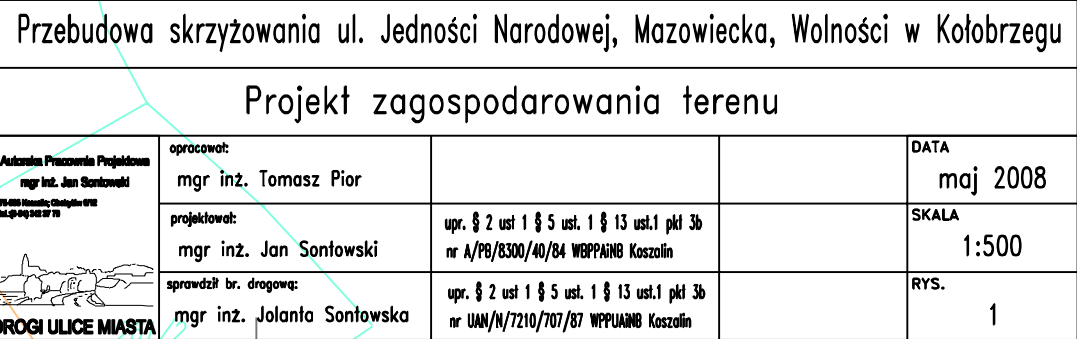 Przebudowa skrzyżowania ul. Jedności Narodowej, Mazowiecka, Wolności w Kołobrzegu
Projekt zagospodarowania terenu
Autorska Pracownia Projektowa
mgr inż. Jan Sontowski
DROGI ULICE MIASTA
opracował:
mgr inż. Tomasz Pior
projektował:
mgr inż. Jan Sontowski
upr. § 2 ust 1 § 5 ust. 1 § 13 ust.1 pkt 3b
nr A/PB/8300/40/84 WBPPAiNB Koszalin
sprawdził br. drogową:
mgr inż. Jolanta Sontowska
upr. § 2 ust 1 § 5 ust. 1 § 13 ust.1 pkt 3b
nr UAN/N/7210/707/87 WPPUAiNB Koszalin
DATA
maj 2008
SKALA
1:500
RYS.
1